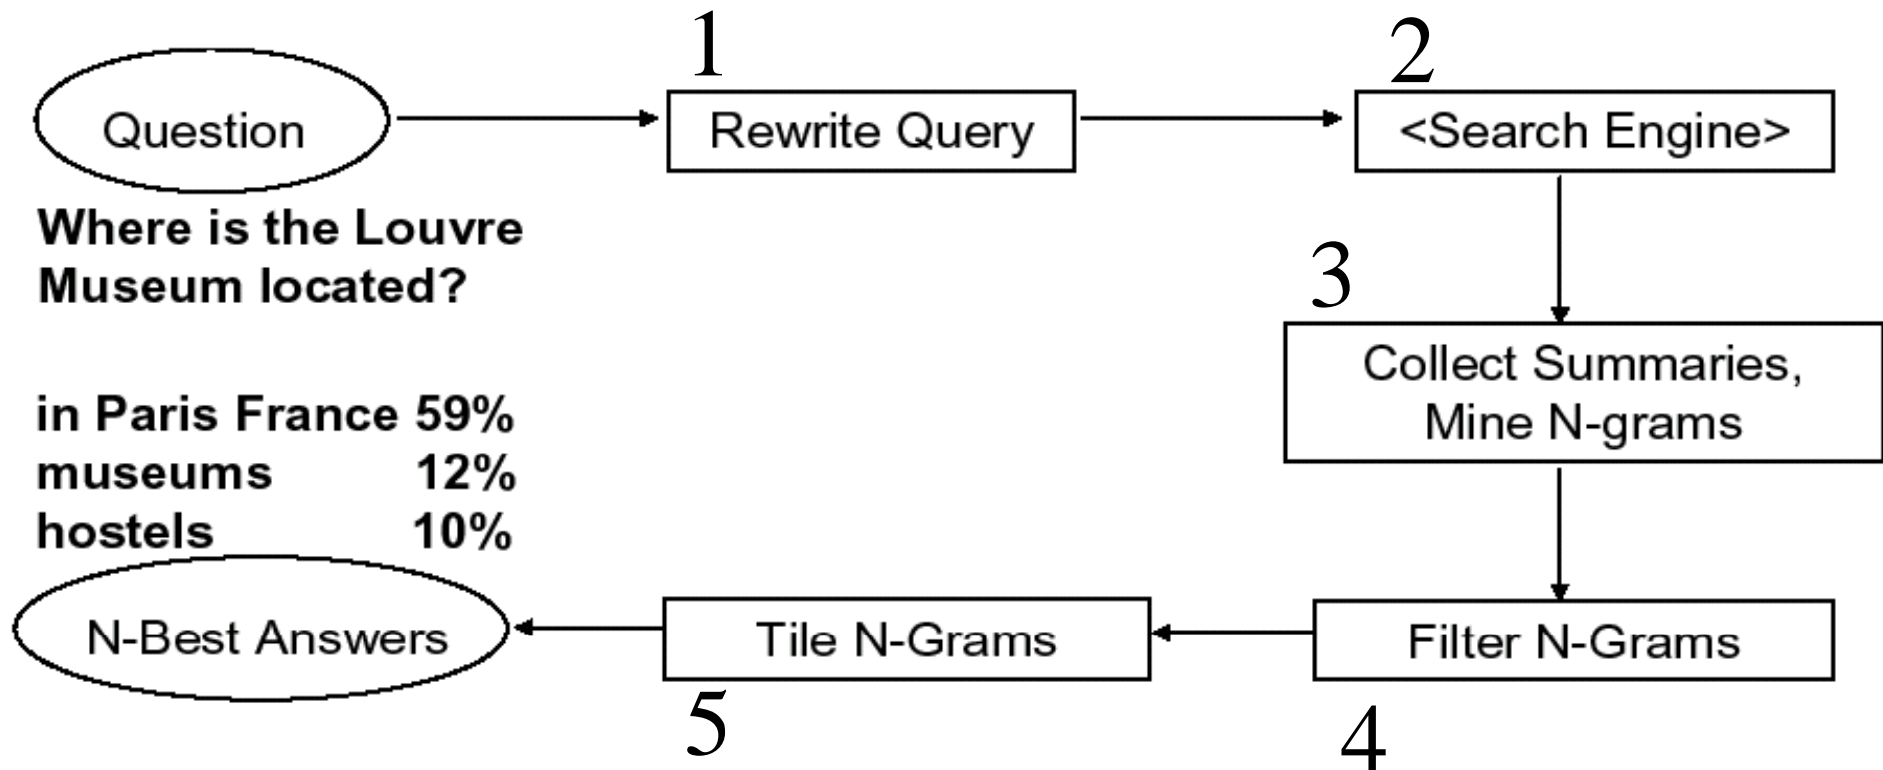 1
2
Question
Rewrite Query
<Search Engine>
Where is the Louvre
Museum located?
3
Collect Summaries,
Mine N-grams
in Paris France 59%
museums 12%
hostels 10%
N-Best Answers
Tile N-Grams
Filter N-Grams
5
4